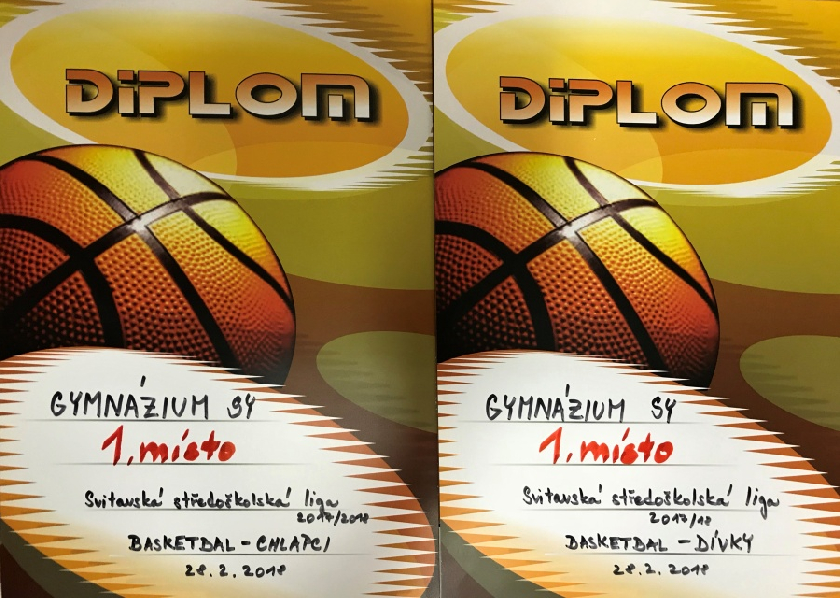 DiPLOM
GYMNÁZIUM SY
1. místo
Svitavská středoškolská liga
2017/2018
BASKETBAL - CHLAPCI
28. 2. 2018
DiPLOM
GYMNÁZIUM SY
1. místo
Svitavská středoškolská liga
2017/18
BASKETBAL - DÍVKY
28. 2. 2018